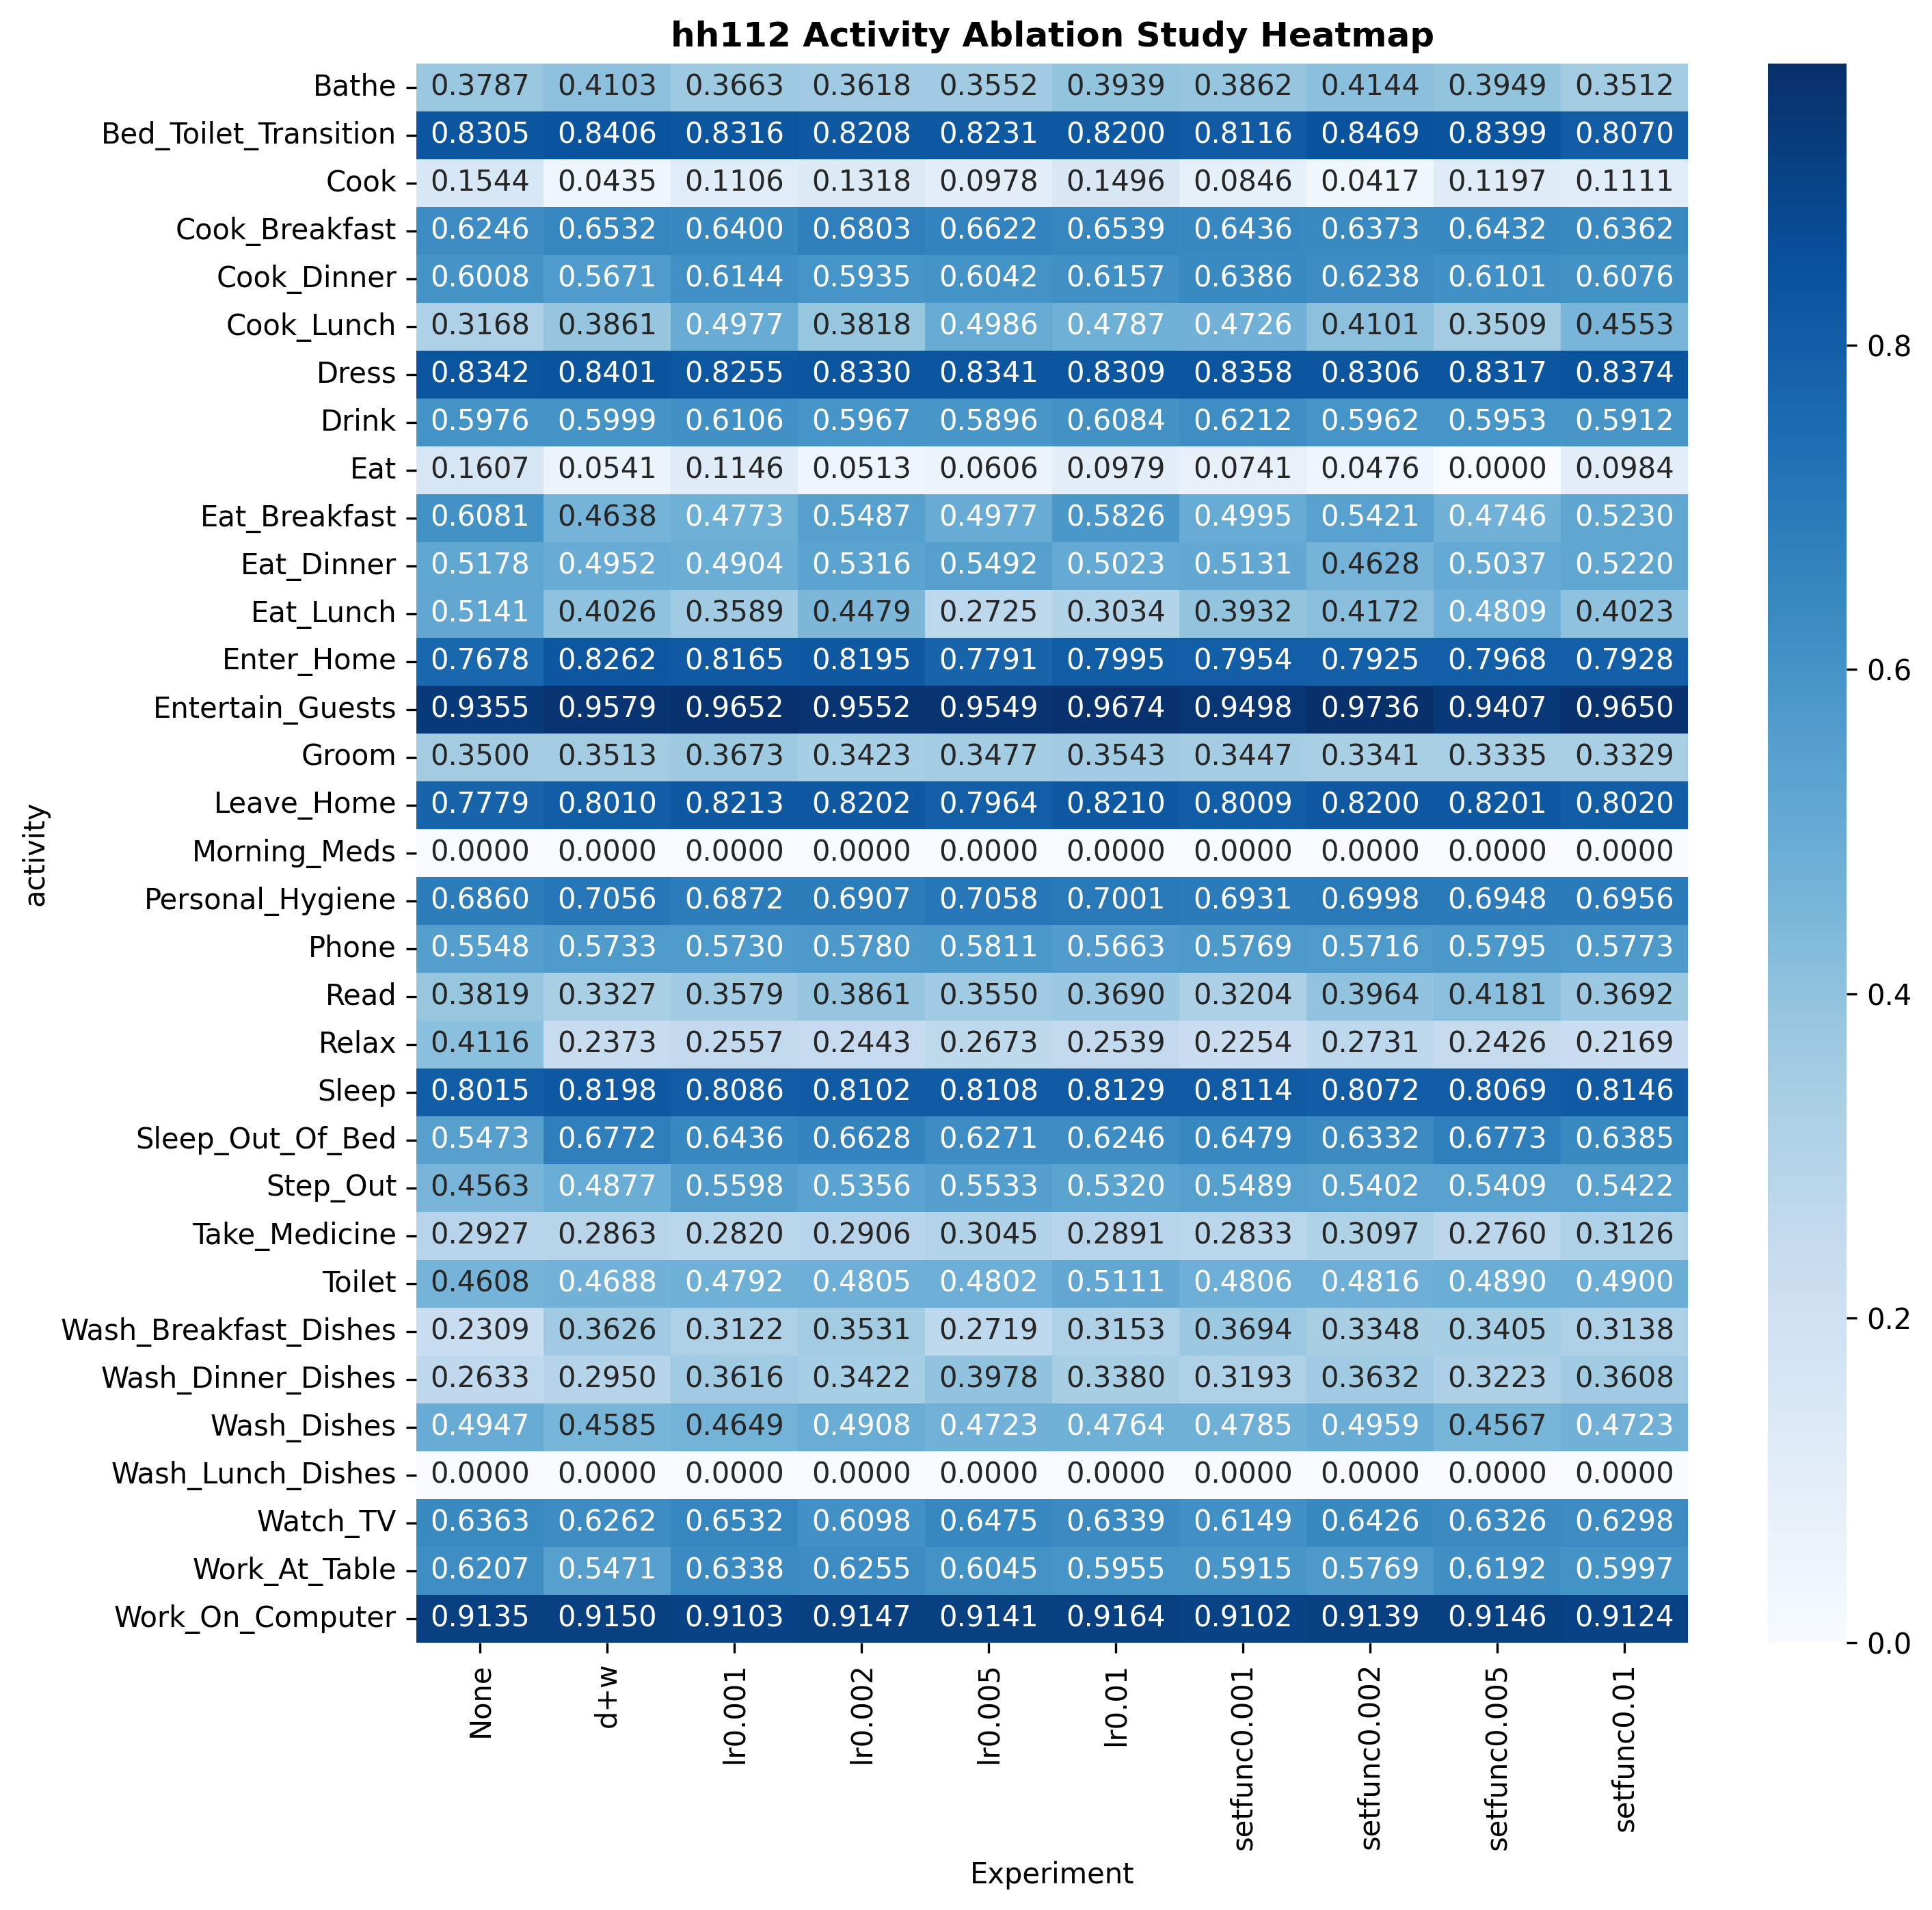 hh112 Activity Ablation Study Heatmap
Bathe 0.3787 0.4103 0.3663 0.3618 0.3552 0.3939 0.3862 0.4144 0.3949 0.3512
Bed_Toilet_Transition 0.8305 0.8406 0.8316 0.8208 0.8231 0.8200 0.8116 0.8469 0.8399 0.8070
Cook 0.1544 0.0435 0.1106 0.1318 0.0978 0.1496 0.0846 0.0417 0.1197 0.1111
Cook_Breakfast 0.6246 0.6532 0.6400 0.6803 0.6622 0.6539 0.6436 0.6373 0.6432 0.6362
Cook_Dinner 0.6008 0.5671 0.6144 0.5935 0.6042 0.6157 0.6386 0.6238 0.6101 0.6076
Cook_Lunch 0.3168 0.3861 0.4977 0.3818 0.4986 0.4787 0.4726 0.4101 0.3509 0.4553
Dress 0.8342 0.8401 0.8255 0.8330 0.8341 0.8309 0.8358 0.8306 0.8317 0.8374
Drink 0.5976 0.5999 0.6106 0.5967 0.5896 0.6084 0.6212 0.5962 0.5953 0.5912
Eat 0.1607 0.0541 0.1146 0.0513 0.0606 0.0979 0.0741 0.0476 0.0000 0.0984
Eat_Breakfast 0.6081 0.4638 0.4773 0.5487 0.4977 0.5826 0.4995 0.5421 0.4746 0.5230
Eat_Dinner 0.5178 0.4952 0.4904 0.5316 0.5492 0.5023 0.5131 0.4628 0.5037 0.5220
Eat_Lunch 0.5141 0.4026 0.3589 0.4479 0.2725 0.3034 0.3932 0.4172 0.4809 0.4023
Enter_Home 0.7678 0.8262 0.8165 0.8195 0.7791 0.7995 0.7954 0.7925 0.7968 0.7928
Entertain_Guests 0.9355 0.9579 0.9652 0.9552 0.9549 0.9674 0.9498 0.9736 0.9407 0.9650
Groom 0.3500 0.3513 0.3673 0.3423 0.3477 0.3543 0.3447 0.3341 0.3335 0.3329
Leave_Home 0.7779 0.8010 0.8213 0.8202 0.7964 0.8210 0.8009 0.8200 0.8201 0.8020
Morning_Meds 0.0000 0.0000 0.0000 0.0000 0.0000 0.0000 0.0000 0.0000 0.0000 0.0000
Personal_Hygiene 0.6860 0.7056 0.6872 0.6907 0.7058 0.7001 0.6931 0.6998 0.6948 0.6956
Phone 0.5548 0.5733 0.5730 0.5780 0.5811 0.5663 0.5769 0.5716 0.5795 0.5773
Read 0.3819 0.3327 0.3579 0.3861 0.3550 0.3690 0.3204 0.3964 0.4181 0.3692
Relax 0.4116 0.2373 0.2557 0.2443 0.2673 0.2539 0.2254 0.2731 0.2426 0.2169
Sleep 0.8015 0.8198 0.8086 0.8102 0.8108 0.8129 0.8114 0.8072 0.8069 0.8146
Sleep_Out_Of_Bed 0.5473 0.6772 0.6436 0.6628 0.6271 0.6246 0.6479 0.6332 0.6773 0.6385
Step_Out 0.4563 0.4877 0.5598 0.5356 0.5533 0.5320 0.5489 0.5402 0.5409 0.5422
Take_Medicine 0.2927 0.2863 0.2820 0.2906 0.3045 0.2891 0.2833 0.3097 0.2760 0.3126
Toilet 0.4608 0.4688 0.4792 0.4805 0.4802 0.5111 0.4806 0.4816 0.4890 0.4900
Wash_Breakfast_Dishes 0.2309 0.3626 0.3122 0.3531 0.2719 0.3153 0.3694 0.3348 0.3405 0.3138
Wash_Dinner_Dishes 0.2633 0.2950 0.3616 0.3422 0.3978 0.3380 0.3193 0.3632 0.3223 0.3608
Wash_Dishes 0.4947 0.4585 0.4649 0.4908 0.4723 0.4764 0.4785 0.4959 0.4567 0.4723
Wash_Lunch_Dishes 0.0000 0.0000 0.0000 0.0000 0.0000 0.0000 0.0000 0.0000 0.0000 0.0000
Watch_TV 0.6363 0.6262 0.6532 0.6098 0.6475 0.6339 0.6149 0.6426 0.6326 0.6298
Work_At_Table 0.6207 0.5471 0.6338 0.6255 0.6045 0.5955 0.5915 0.5769 0.6192 0.5997
Work_On_Computer 0.9135 0.9150 0.9103 0.9147 0.9141 0.9164 0.9102 0.9139 0.9146 0.9124
None d+w lr0.001 lr0.002 lr0.005 lr0.01 setfunc0.001 setfunc0.002 setfunc0.005 setfunc0.01
Experiment
activity
0.8
0.6
0.4
0.2
0.0